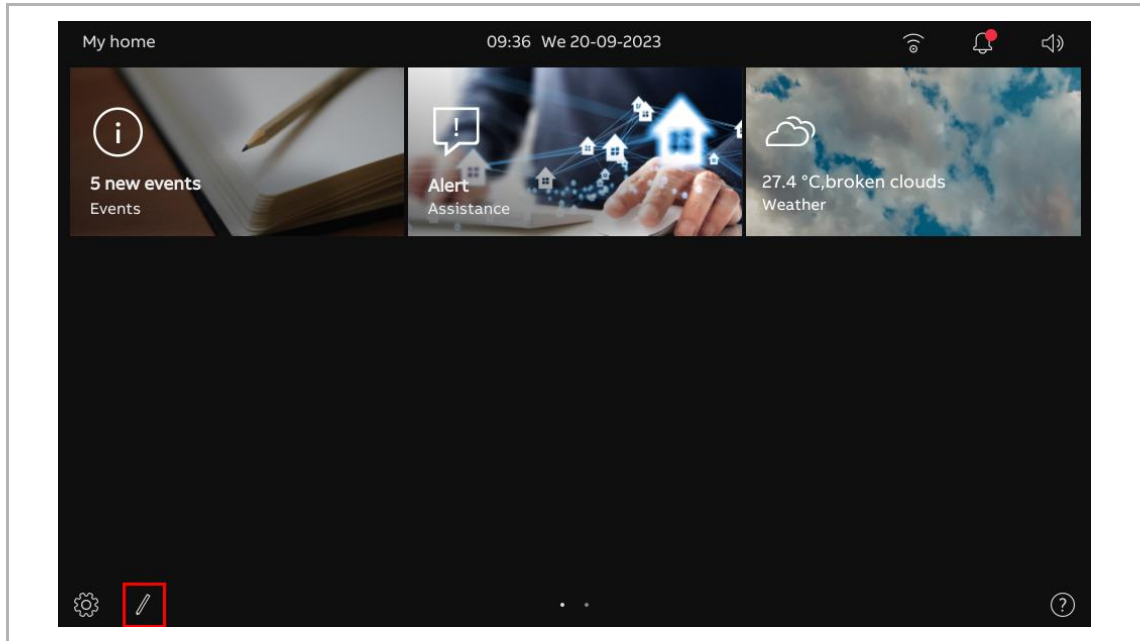 My home
09:36 We 20-09-2023
5 new events
Events
Alert
Assistance
27.4 °C,broken clouds
Weather